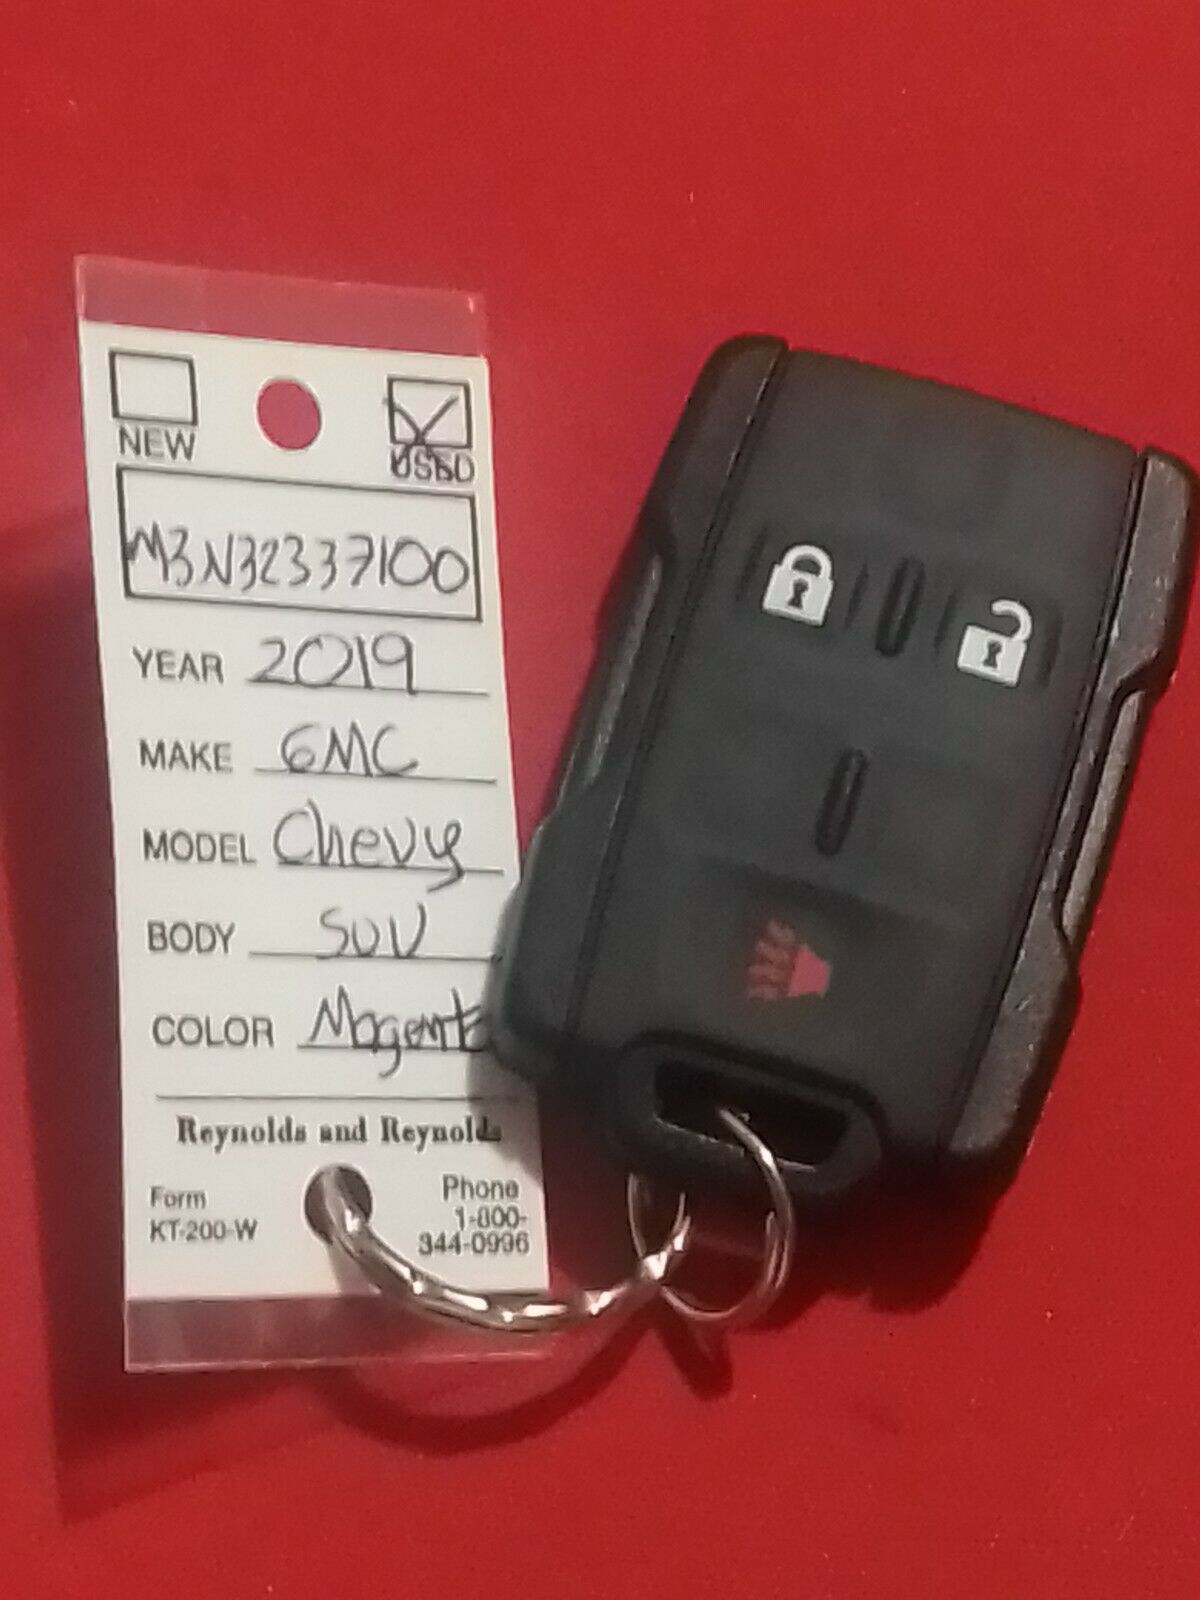 NEW
USED
M3N32337100
YEAR 2019
MAKE GMC
MODEL Chevy
BODY SUV
COLOR Magenta
Reynolds and Reynolds
Form
KT-200-W
Phone
1-800-
344-0996